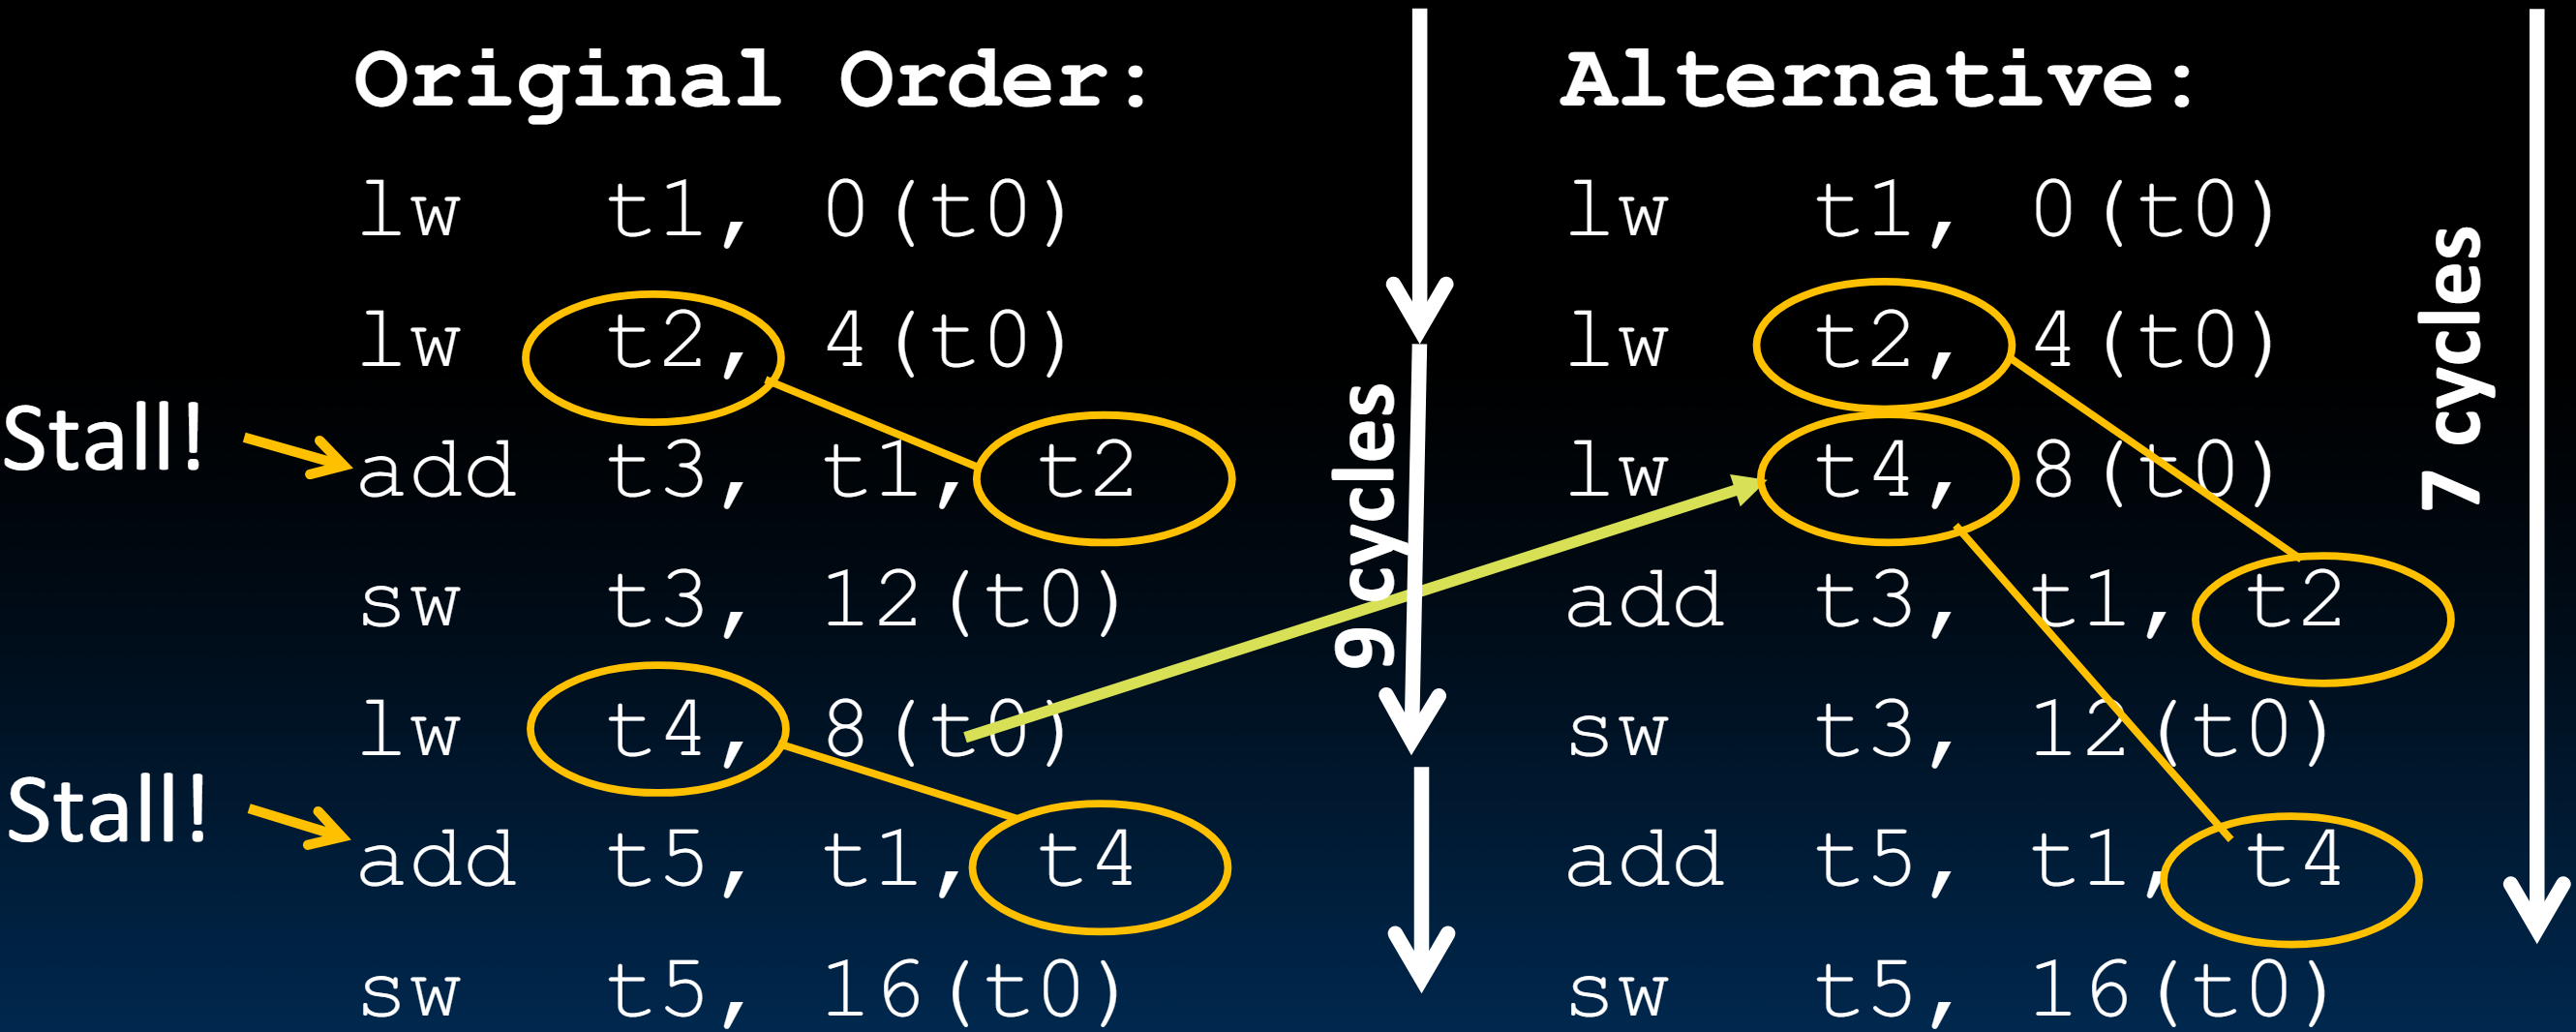 Original Order:
lw t1, 0(t0)
lw t2, 4(t0)
Stall!
add t3, t1, t2
sw t3, 12(t0)
lw t4, 8(t0)
Stall!
add t5, t1, t4
sw t5, 16(t0)
9 cycles
Alternative:
lw t1, 0(t0)
lw t2, 4(t0)
lw t4, 8(t0)
add t3, t1, t2
sw t3, 12(t0)
add t5, t1, t4
sw t5, 16(t0)
7 cycles